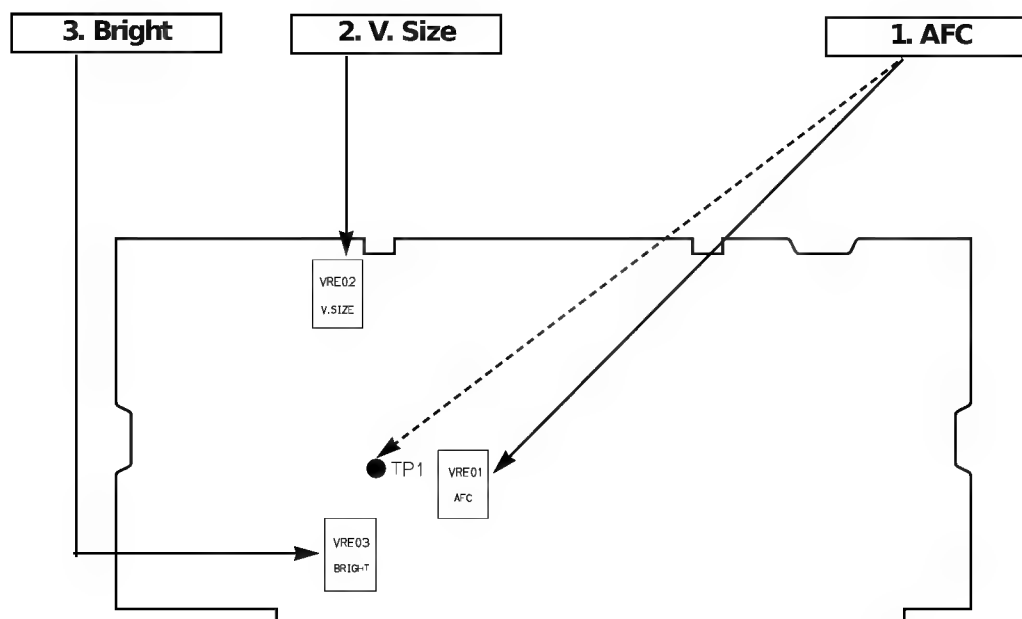 3. Bright
2. V. Size
1. AFC
VRE02
V.SIZE
TP1
VRE01
AFC
VRE03
BRIGHT